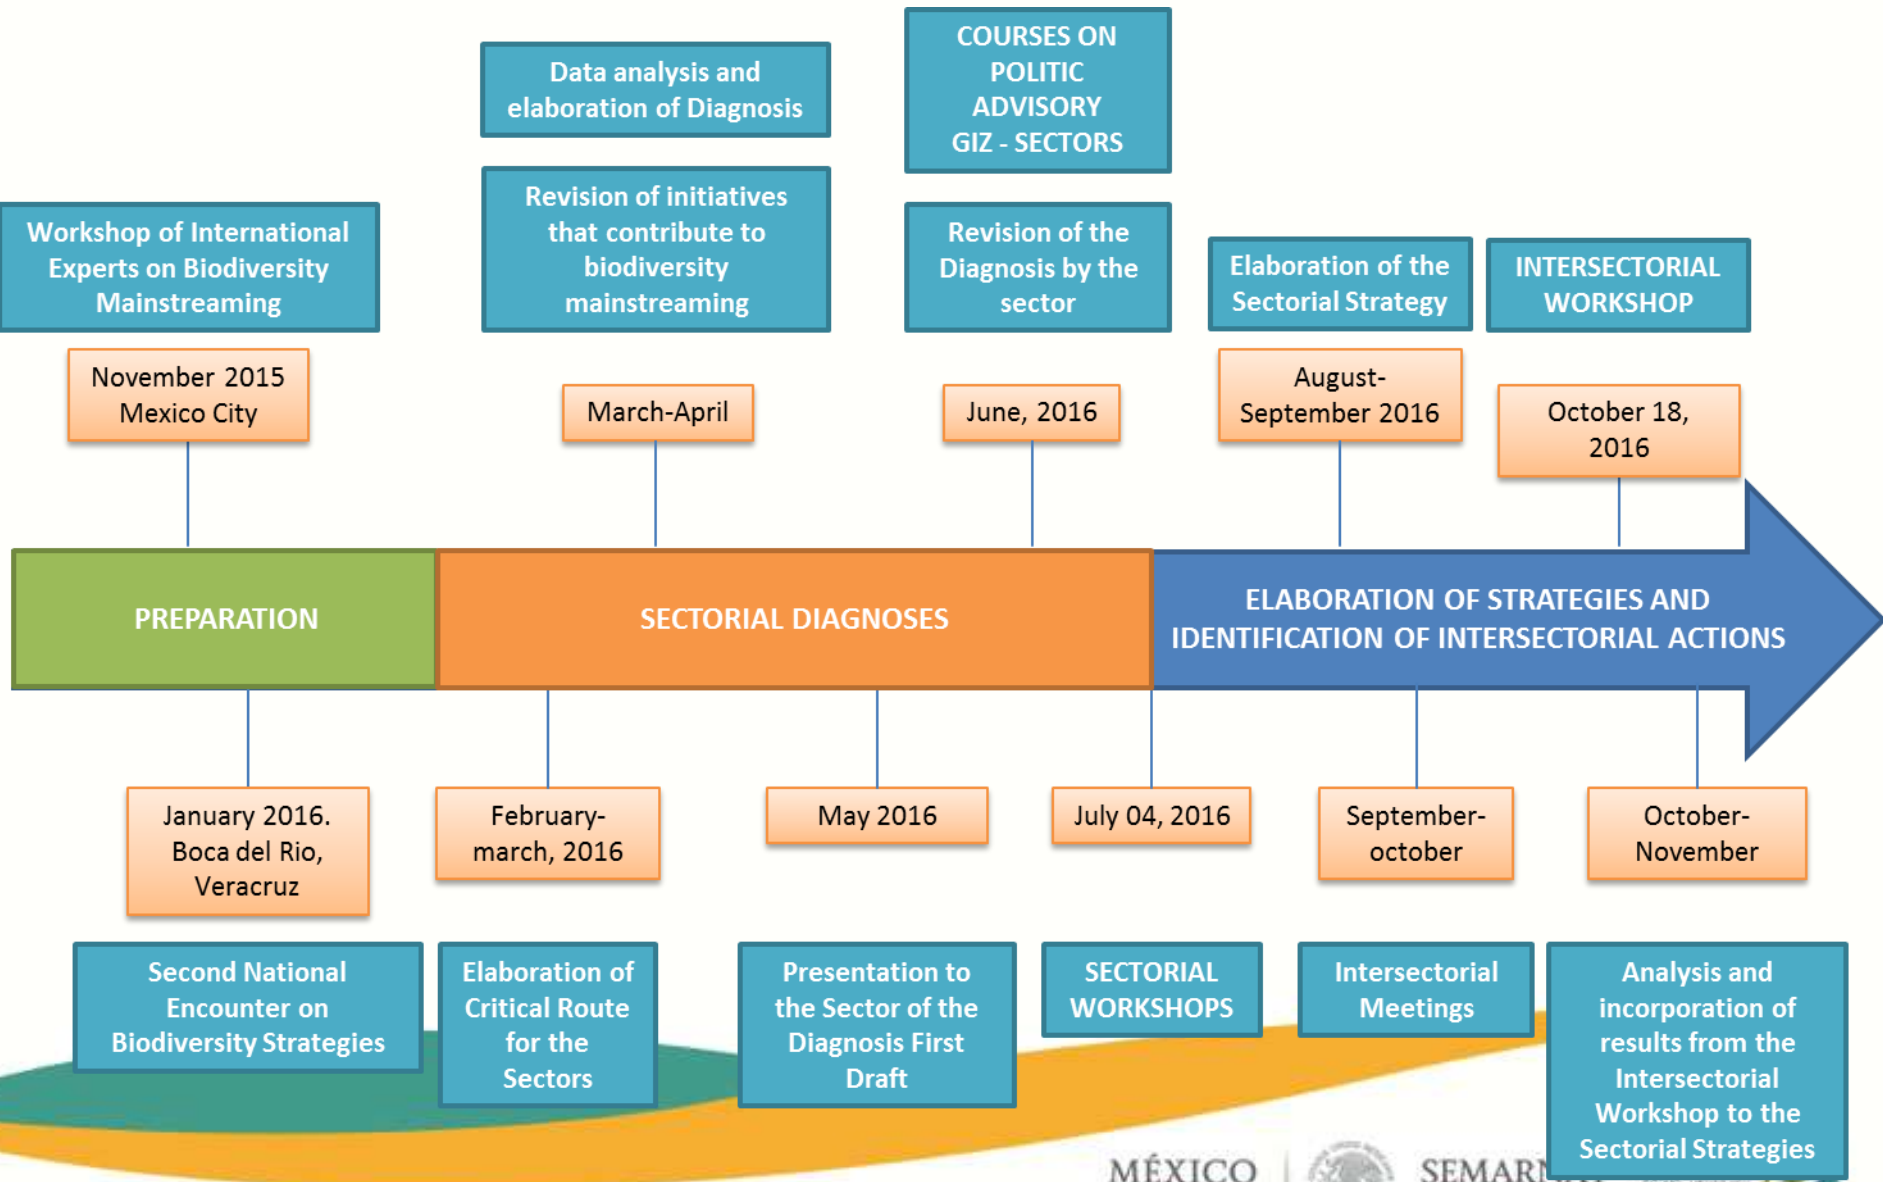 Data analysis and
elaboration of Diagnosis
COURSES ON
POLITIC
ADVISORY
GIZ - SECTORS
Workshop of International
Experts on Biodiversity
Mainstreaming
Revision of initiatives
that contribute to
biodiversity
mainstreaming
Revision of the
Diagnosis by the
sector
Elaboration of the
Sectorial Strategy
INTERSECTORIAL
WORKSHOP
November 2015
Mexico City
March-April
June, 2016
August-
September 2016
October 18,
2016
PREPARATION
SECTORIAL DIAGNOSES
ELABORATION OF STRATEGIES AND
IDENTIFICATION OF INTERSECTORIAL ACTIONS
January 2016.
Boca del Rio,
Veracruz
February-
march, 2016
May 2016
July 04, 2016
September-
october
October-
November
Second National
Encounter on
Biodiversity Strategies
Elaboration of
Critical Route
for the
Sectors
Presentation to
the Sector of the
Diagnosis First
Draft
SECTORIAL
WORKSHOPS
Intersectorial
Meetings
Analysis and
incorporation of
results from the
Intersectorial
Workshop to the
Sectorial Strategies
MÉXICO